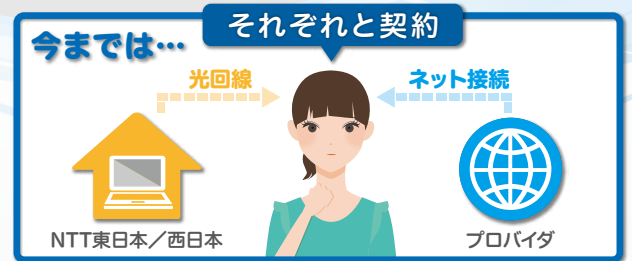 それぞれと契約
今までは…
光回線
ネット接続
NTT東日本／西日本
プロバイダ